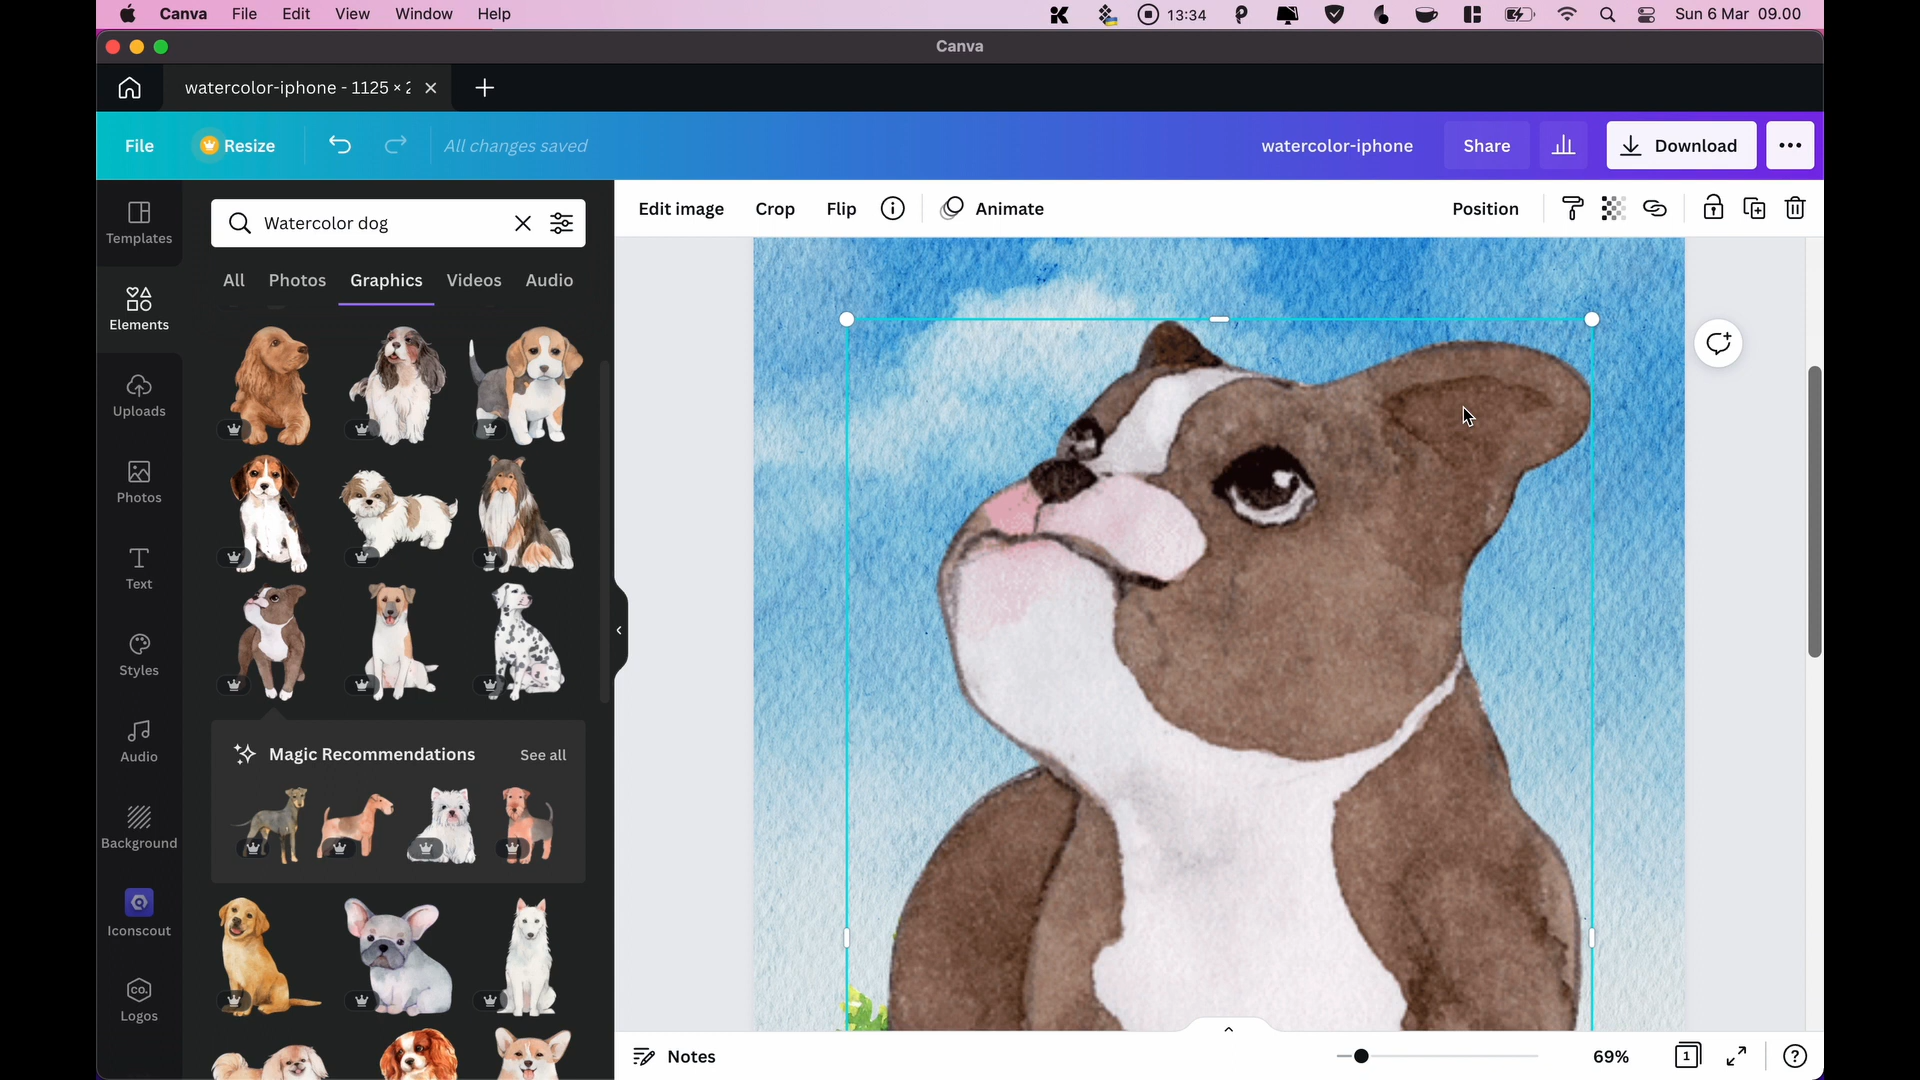 Canva File Edit View Window Help 13:34 Sun 6 Mar 09.00
Canva
watercolor-iphone - 1125 × 2
File Resize All changes saved watercolor-iphone Share Download
Templates
Elements
Uploads
Photos
Text
Styles
Audio
Background
Iconscout
co.
Logos
Watercolor dog
All Photos Graphics Videos Audio
Magic Recommendations See all
Edit image Crop Flip Animate Position
Notes 69% 1